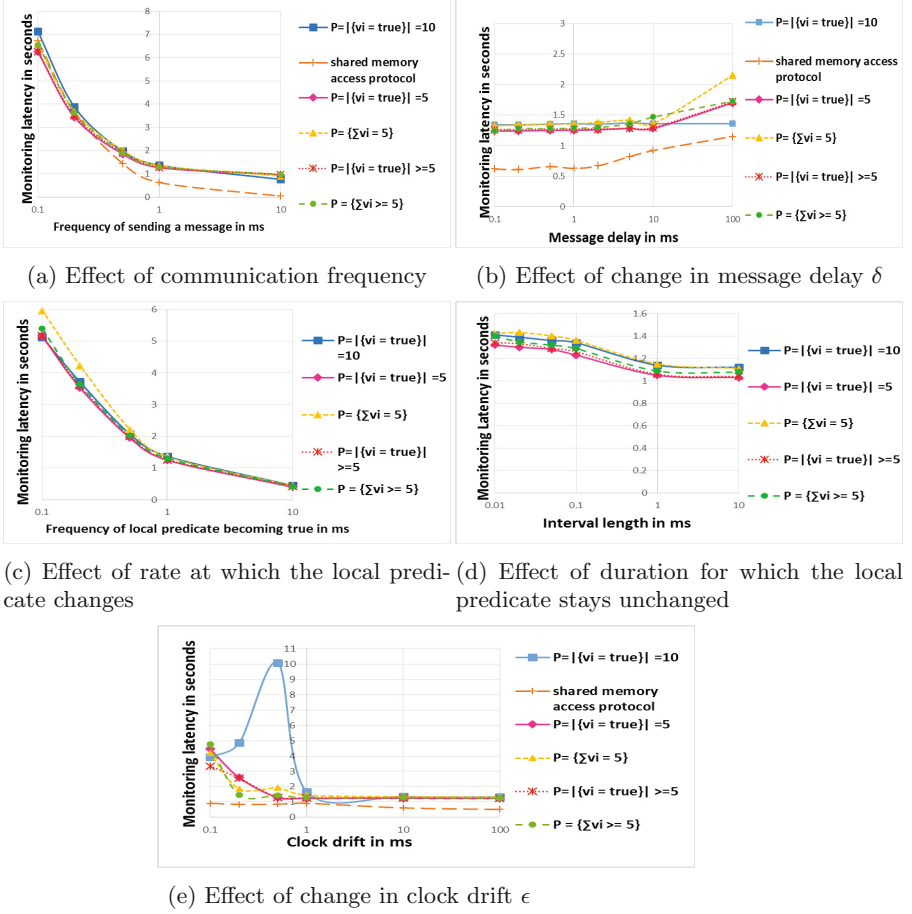 Monitoring latency in seconds
8
7
6
5
4
3
2
1
0
0.1
1
10
Frequency of sending a message in ms
P=|{vi = true}| =10
shared memory
access protocol
P=|{vi = true}| =5
P= {∑vi = 5}
P=|{vi = true}| >=5
P = {∑vi >= 5}
(a) Effect of communication frequency
Monitoring latency in seconds
3
2.5
2
1.5
1
0.5
0
0.1
1
10
100
Message delay in ms
P=|{vi = true}| =10
shared memory access
protocol
P=|{vi = true}| =5
P= {∑vi = 5}
P=|{vi = true}| >=5
P = {∑vi >= 5}
(b) Effect of change in message delay δ
Monitoring latency in seconds
6
5
4
3
2
1
0
0.1
1
10
Frequency of local predicate becoming true in ms
P=|{vi = true}|
=10
P=|{vi = true}| =5
P= {∑vi = 5}
P=|{vi = true}|
>=5
P = {∑vi >= 5}
(c) Effect of rate at which the local predi-
cate changes
Monitoring Latency in seconds
1.6
1.4
1.2
1
0.8
0.6
0.4
0.2
0
0.01
0.1
1
10
Interval length in ms
P=|{vi = true}| =10
P=|{vi = true}| =5
P= {∑vi = 5}
P=|{vi = true}| >=5
P = {∑vi >= 5}
(d) Effect of duration for which the local
predicate stays unchanged
Monitoring latency in seconds
11
10
9
8
7
6
5
4
3
2
1
0
0.1
1
10
100
Clock drift in ms
P=|{vi = true}| =10
shared memory
access protocol
P=|{vi = true}| =5
P= {∑vi = 5}
P=|{vi = true}| >=5
P = {∑vi >= 5}
(e) Effect of change in clock drift ϵ